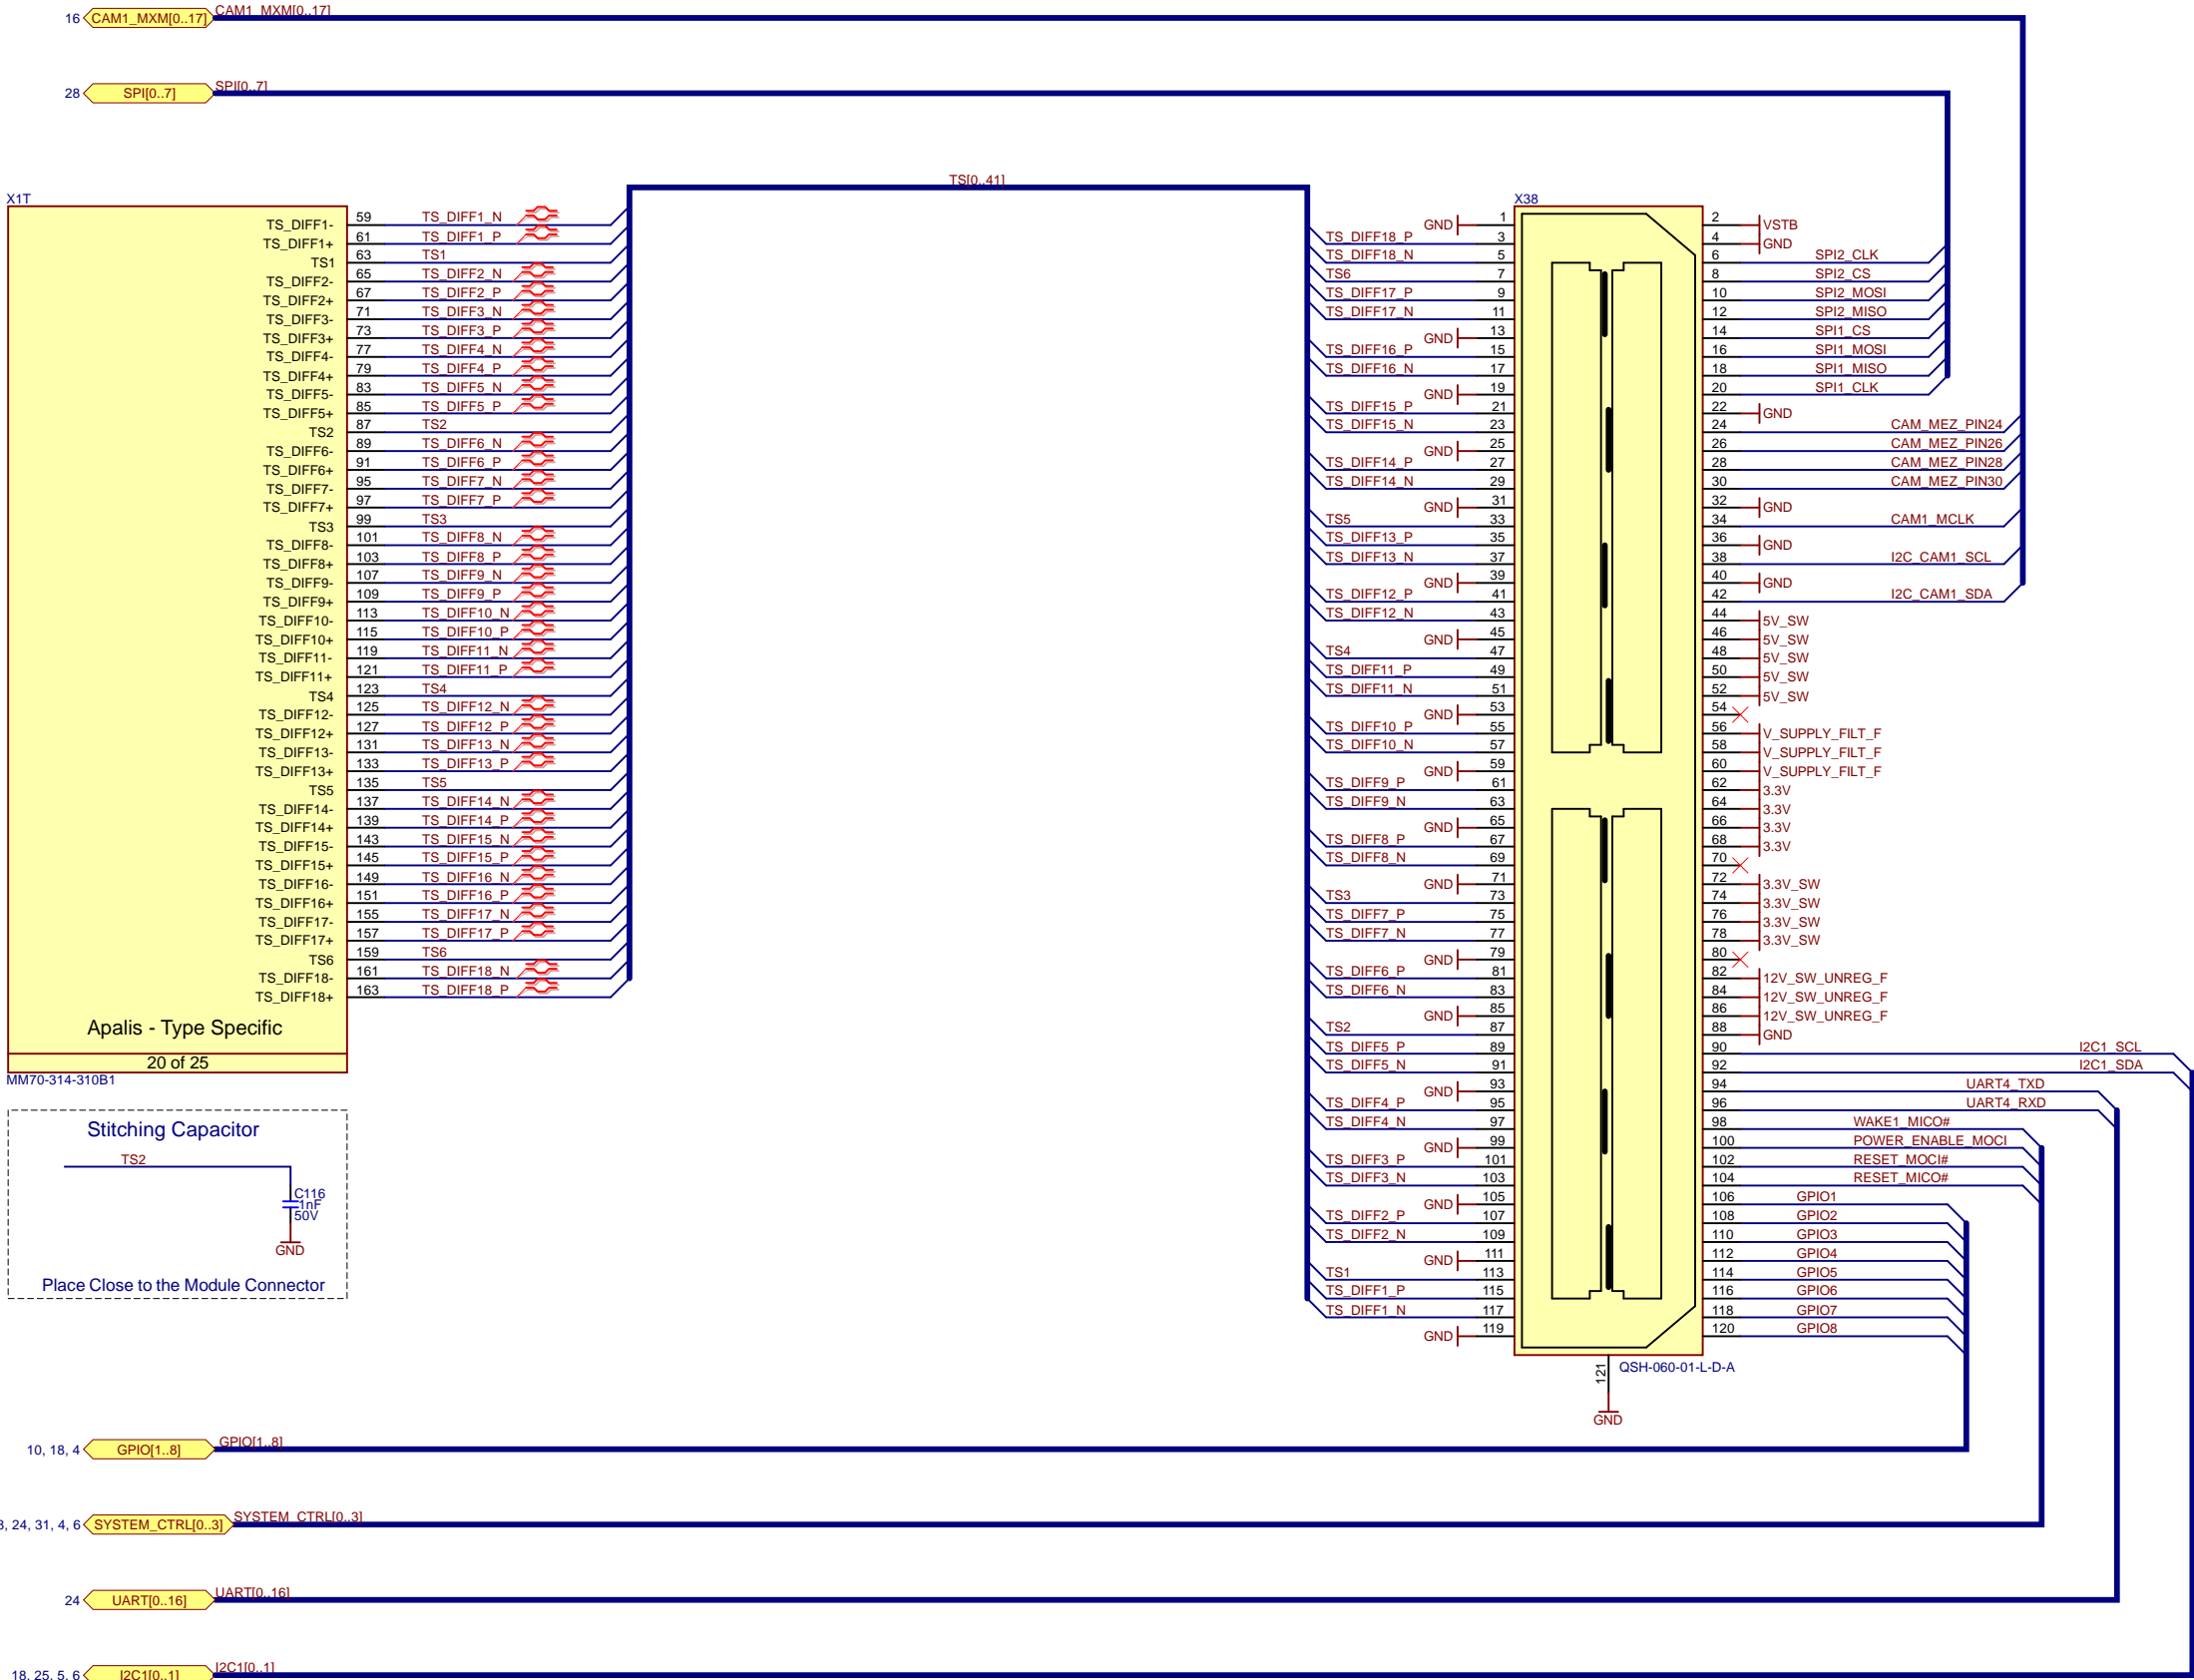 16 CAM1_MXM[0..17] CAM1_MXM[0..17]
28 SPI[0..7] SPI[0..7]
TS[0..41]
X1T
TS_DIFF1- 59 TS_DIFF1_N
TS_DIFF1+ 61 TS_DIFF1_P
TS1 63 TS1
TS_DIFF2- 65 TS_DIFF2_N
TS_DIFF2+ 67 TS_DIFF2_P
TS_DIFF3- 71 TS_DIFF3_N
TS_DIFF3+ 73 TS_DIFF3_P
TS_DIFF4- 77 TS_DIFF4_N
TS_DIFF4+ 79 TS_DIFF4_P
TS_DIFF5- 83 TS_DIFF5_N
TS_DIFF5+ 85 TS_DIFF5_P
TS2 87 TS2
TS_DIFF6- 89 TS_DIFF6_N
TS_DIFF6+ 91 TS_DIFF6_P
TS_DIFF7- 95 TS_DIFF7_N
TS_DIFF7+ 97 TS_DIFF7_P
TS3 99 TS3
TS_DIFF8- 101 TS_DIFF8_N
TS_DIFF8+ 103 TS_DIFF8_P
TS_DIFF9- 107 TS_DIFF9_N
TS_DIFF9+ 109 TS_DIFF9_P
TS_DIFF10- 113 TS_DIFF10_N
TS_DIFF10+ 115 TS_DIFF10_P
TS_DIFF11- 119 TS_DIFF11_N
TS_DIFF11+ 121 TS_DIFF11_P
TS4 123 TS4
TS_DIFF12- 125 TS_DIFF12_N
TS_DIFF12+ 127 TS_DIFF12_P
TS_DIFF13- 131 TS_DIFF13_N
TS_DIFF13+ 133 TS_DIFF13_P
TS5 135 TS5
TS_DIFF14- 137 TS_DIFF14_N
TS_DIFF14+ 139 TS_DIFF14_P
TS_DIFF15- 143 TS_DIFF15_N
TS_DIFF15+ 145 TS_DIFF15_P
TS_DIFF16- 149 TS_DIFF16_N
TS_DIFF16+ 151 TS_DIFF16_P
TS_DIFF17- 155 TS_DIFF17_N
TS_DIFF17+ 157 TS_DIFF17_P
TS6 159 TS6
TS_DIFF18- 161 TS_DIFF18_N
TS_DIFF18+ 163 TS_DIFF18_P
Apalis - Type Specific
20 of 25
MM70-314-310B1
Stitching Capacitor
TS2
C116
1nF
50V
GND
Place Close to the Module Connector
X38
GND 1 2 VSTB
TS_DIFF18_P 3 4 GND
TS_DIFF18_N 5 6 SPI2_CLK
TS6 7 8 SPI2_CS
TS_DIFF17_P 9 10 SPI2_MOSI
TS_DIFF17_N 11 12 SPI2_MISO
GND 13 14 SPI1_CS
TS_DIFF16_P 15 16 SPI1_MOSI
TS_DIFF16_N 17 18 SPI1_MISO
GND 19 20 SPI1_CLK
TS_DIFF15_P 21 22 GND
TS_DIFF15_N 23 24 CAM_MEZ_PIN24
GND 25 26 CAM_MEZ_PIN26
TS_DIFF14_P 27 28 CAM_MEZ_PIN28
TS_DIFF14_N 29 30 CAM_MEZ_PIN30
GND 31 32 GND
TS5 33 34 CAM1_MCLK
TS_DIFF13_P 35 36 GND
TS_DIFF13_N 37 38 I2C_CAM1_SCL
GND 39 40 GND
TS_DIFF12_P 41 42 I2C_CAM1_SDA
TS_DIFF12_N 43 44 5V_SW
GND 45 46 5V_SW
TS4 47 48 5V_SW
TS_DIFF11_P 49 50 5V_SW
TS_DIFF11_N 51 52 5V_SW
GND 53 54
TS_DIFF10_P 55 56 V_SUPPLY_FILT_F
TS_DIFF10_N 57 58 V_SUPPLY_FILT_F
GND 59 60 V_SUPPLY_FILT_F
TS_DIFF9_P 61 62 3.3V
TS_DIFF9_N 63 64 3.3V
GND 65 66 3.3V
TS_DIFF8_P 67 68 3.3V
TS_DIFF8_N 69 70
GND 71 72 3.3V_SW
TS3 73 74 3.3V_SW
TS_DIFF7_P 75 76 3.3V_SW
TS_DIFF7_N 77 78 3.3V_SW
GND 79 80
TS_DIFF6_P 81 82 12V_SW_UNREG_F
TS_DIFF6_N 83 84 12V_SW_UNREG_F
GND 85 86 12V_SW_UNREG_F
TS2 87 88 GND
TS_DIFF5_P 89 90 I2C1_SCL
TS_DIFF5_N 91 92 I2C1_SDA
GND 93 94 UART4_TXD
TS_DIFF4_P 95 96 UART4_RXD
TS_DIFF4_N 97 98 WAKE1_MICO#
GND 99 100 POWER_ENABLE_MOCI
TS_DIFF3_P 101 102 RESET_MOCI#
TS_DIFF3_N 103 104 RESET_MICO#
GND 105 106 GPIO1
TS_DIFF2_P 107 108 GPIO2
TS_DIFF2_N 109 110 GPIO3
GND 111 112 GPIO4
TS1 113 114 GPIO5
TS_DIFF1_P 115 116 GPIO6
TS_DIFF1_N 117 118 GPIO7
GND 119 120 GPIO8
121 QSH-060-01-L-D-A
GND
10, 18, 4 GPIO[1..8] GPIO[1..8]
, 24, 31, 4, 6 SYSTEM_CTRL[0..3] SYSTEM_CTRL[0..3]
24 UART[0..16] UART[0..16]
18, 25, 5, 6 I2C1[0..1] I2C1[0..1]